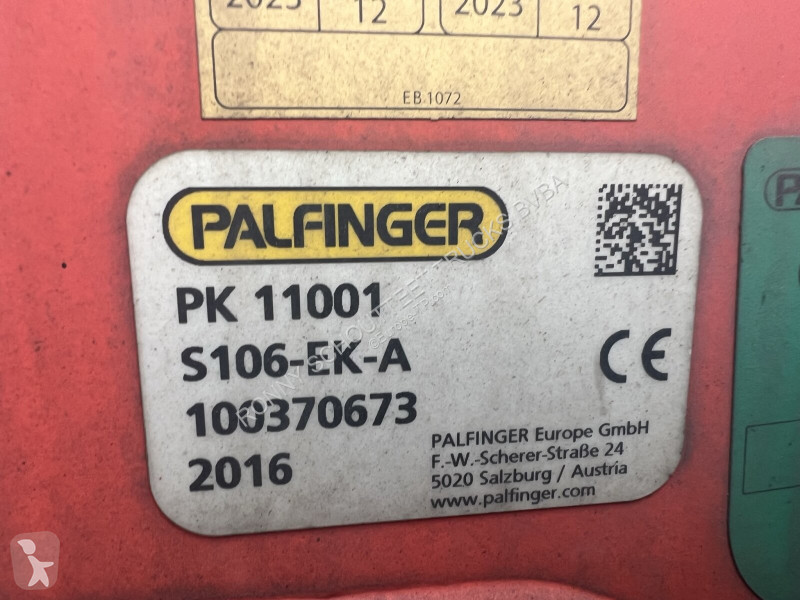 2023 12 2023 12
EB 1072
PALFINGER
PK 11001
S106-EK-A
100370673
2016
CE
PALFINGER Europe GmbH
F.-W.-Scherer-Straße 24
5020 Salzburg / Austria
www.palfinger.com